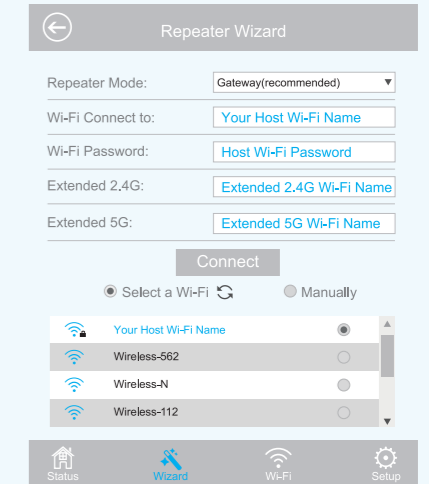 Repeater Wizard
Repeater Mode: Gateway(recommended)
Wi-Fi Connect to: Your Host Wi-Fi Name
Wi-Fi Password: Host Wi-Fi Password
Extended 2.4G: Extended 2.4G Wi-Fi Name
Extended 5G: Extended 5G Wi-Fi Name
Connect
Select a Wi-Fi Manually
Your Host Wi-Fi Name
Wireless-562
Wireless-N
Wireless-112
Status Wizard Wi-Fi Setup